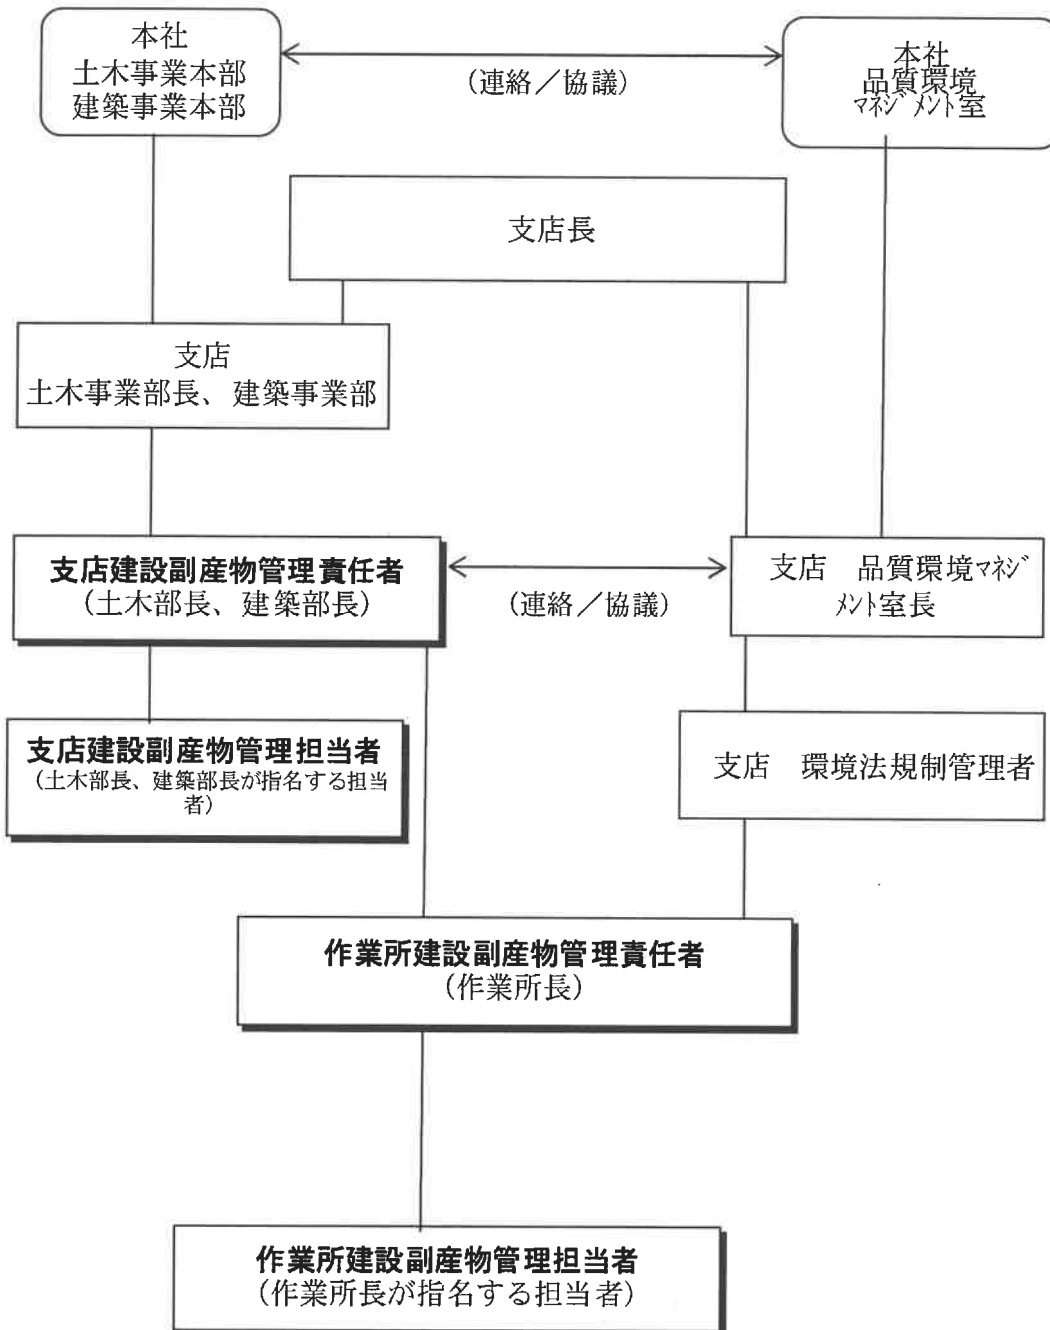 本社
土木事業本部
建築事業本部
(連絡／協議)
本社
品質環境
ﾏﾈｼﾞﾒﾝﾄ室
支店長
支店
土木事業部長、建築事業部
支店建設副産物管理責任者
(土木部長、建築部長)
(連絡／協議)
支店　品質環境ﾏﾈｼﾞ
ﾒﾝﾄ室長
支店建設副産物管理担当者
(土木部長、建築部長が指名する担当
者)
支店　環境法規制管理者
作業所建設副産物管理責任者
(作業所長)
作業所建設副産物管理担当者
(作業所長が指名する担当者)